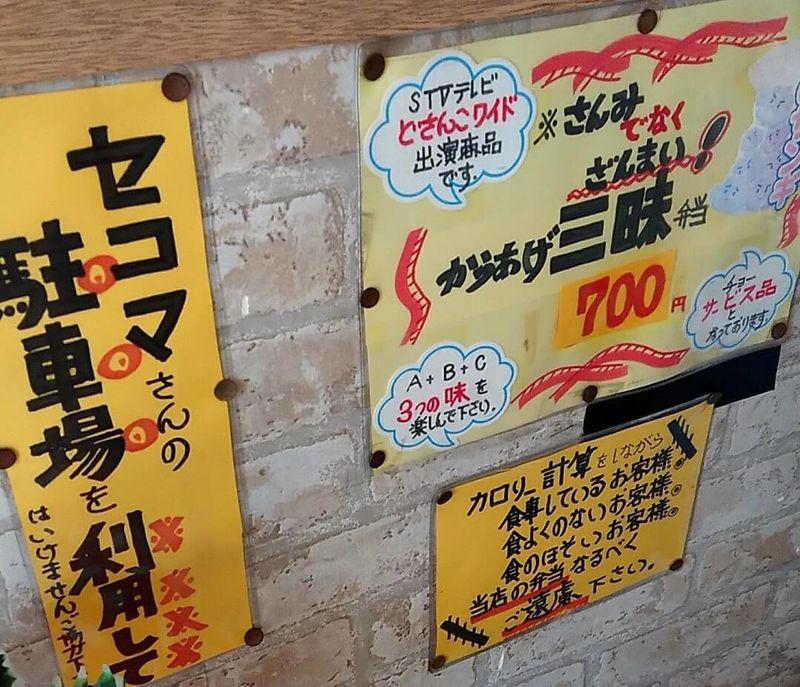 セコマさんの
駐車場を
利用して
はいけません。ご協力下
STVテレビ
どさんこワイド
出演商品
です
※さんみ
でなく
ざんまい!
からあげ三昧弁当
700円
チョー
サービス品
と
なっております。
A+B+C
3つの味を
楽しんで下さい。
カロリー計算をしながら
食事しているお客様。
食よくのないお客様。
食のほそいお客様。
当店の弁当なるべく
ご遠慮下さい。